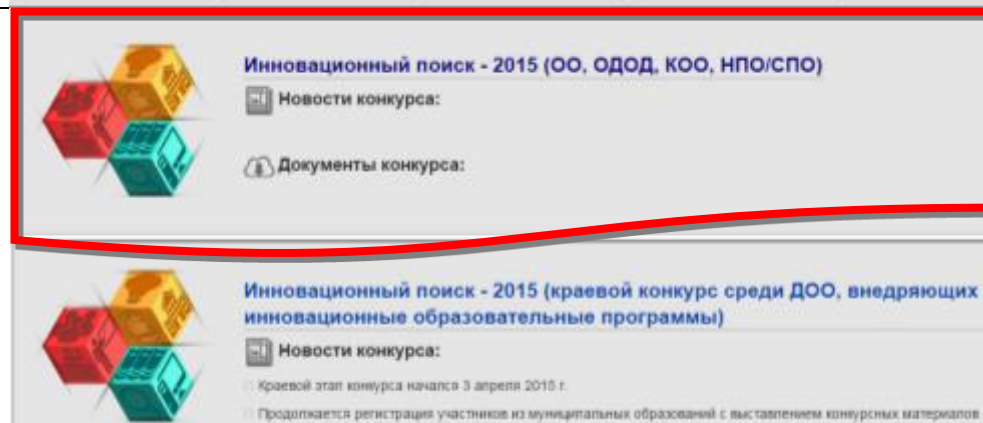 Инновационный поиск - 2015 (ОО, ОДОД, КОО, НПО/СПО)
Новости конкурса:
Документы конкурса:
Инновационный поиск - 2015 (краевой конкурс среди ДОО, внедряющих
инновационные образовательные программы)
Новости конкурса:
Краевой этап конкурса начался 3 апреля 2015 г.
Продолжается регистрация участников из муниципальных образований с выставлением конкурсных материалов